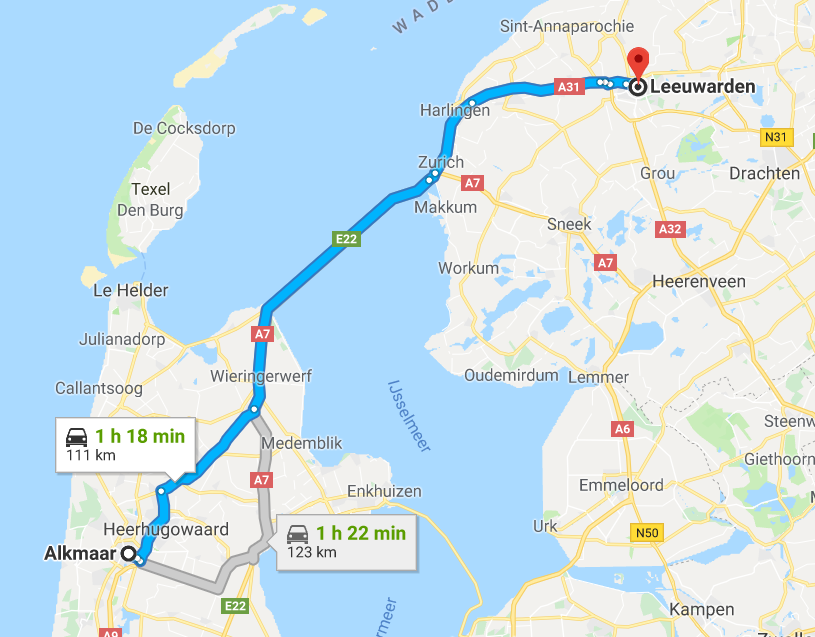 WADD
Sint-Annaparochie
A31
Leeuwarden
Harlingen
De Cocksdorp
N31
Zurich
A7
Grou
Drachten
Texel
Den Burg
Makkum
Sneek
A32
E22
A7
Workum
Heerenveen
Le Helder
A7
Julianadorp
Wieringerwerf
Oudemirdum
Lemmer
Callantsoog
IJsselmeer
A6
Steenw
1 h 18 min
111 km
Medemblik
Giethoorn
A7
Enkhuizen
Emmeloord
Heerhugowaard
Urk
N50
1 h 22 min
123 km
Alkmaar
E22
ermeer
Kampen
A9